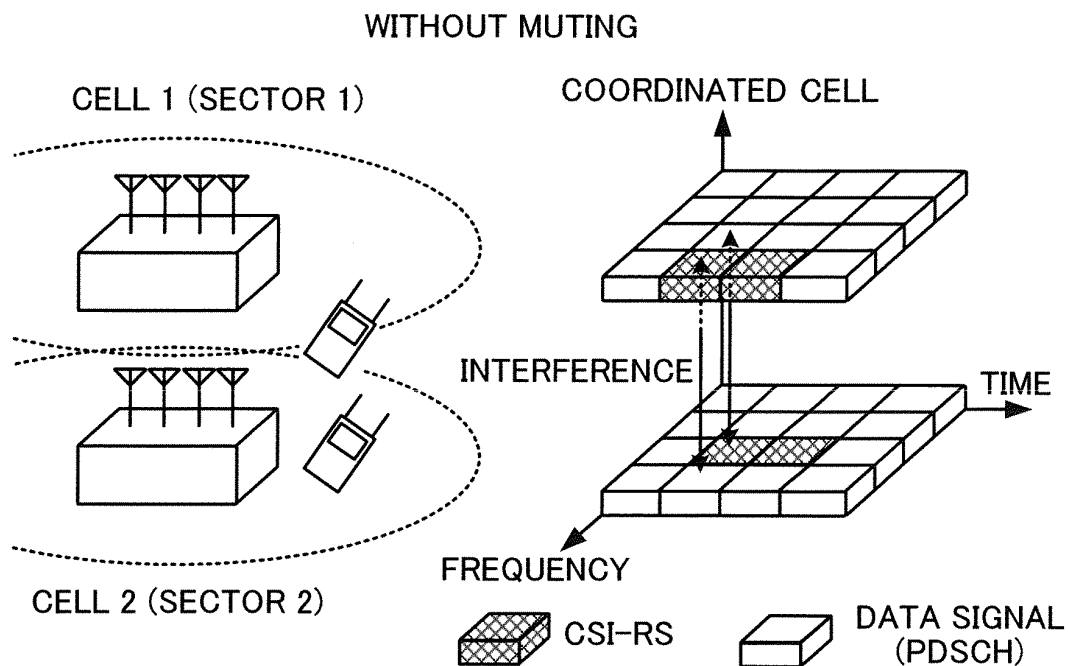 WITHOUT MUTING
CELL 1 (SECTOR 1)
COORDINATED CELL
INTERFERENCE
TIME
FREQUENCY
CELL 2 (SECTOR 2)
CSI-RS
DATA SIGNAL
(PDSCH)